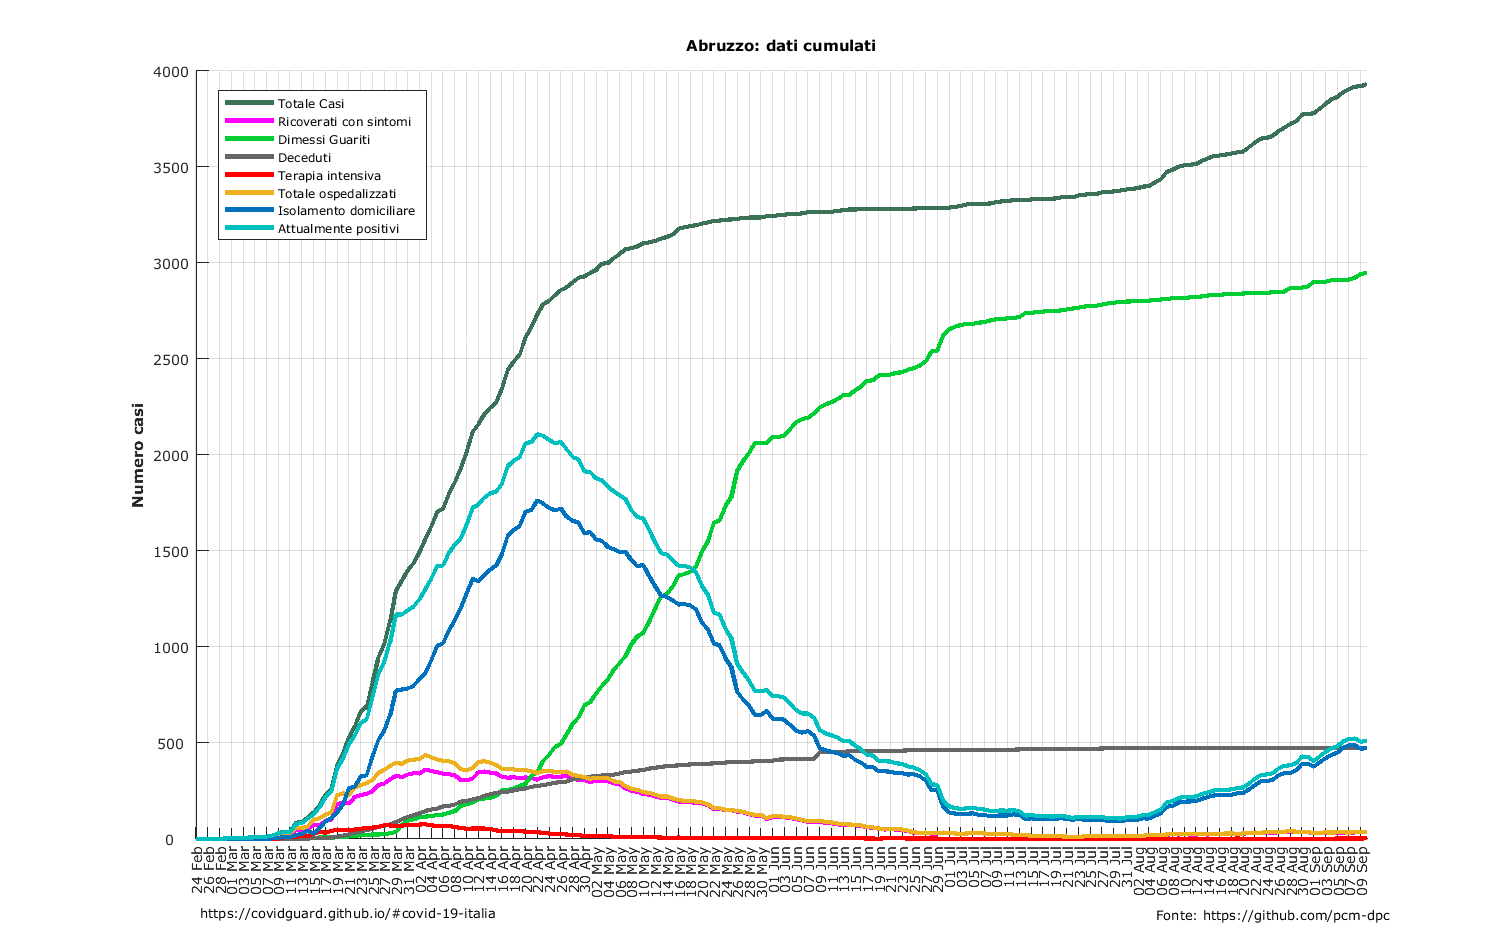 Abruzzo: dati cumulati
Numero casi
4000
3500
3000
2500
2000
1500
1000
500
0
Totale Casi
Ricoverati con sintomi
Dimessi Guariti
Deceduti
Terapia intensiva
Totale ospedalizzati
Isolamento domiciliare
Attualmente positivi
24 Feb
26 Feb
28 Feb
01 Mar
03 Mar
05 Mar
07 Mar
09 Mar
11 Mar
13 Mar
15 Mar
17 Mar
19 Mar
21 Mar
23 Mar
25 Mar
27 Mar
29 Mar
31 Mar
02 Apr
04 Apr
06 Apr
08 Apr
10 Apr
12 Apr
14 Apr
16 Apr
18 Apr
20 Apr
22 Apr
24 Apr
26 Apr
28 Apr
30 Apr
02 May
04 May
06 May
08 May
10 May
12 May
14 May
16 May
18 May
20 May
22 May
24 May
26 May
28 May
30 May
01 Jun
03 Jun
05 Jun
07 Jun
09 Jun
11 Jun
13 Jun
15 Jun
17 Jun
19 Jun
21 Jun
23 Jun
25 Jun
27 Jun
29 Jun
01 Jul
03 Jul
05 Jul
07 Jul
09 Jul
11 Jul
13 Jul
15 Jul
17 Jul
19 Jul
21 Jul
23 Jul
25 Jul
27 Jul
29 Jul
31 Jul
02 Aug
04 Aug
06 Aug
08 Aug
10 Aug
12 Aug
14 Aug
16 Aug
18 Aug
20 Aug
22 Aug
24 Aug
26 Aug
28 Aug
30 Aug
01 Sep
03 Sep
05 Sep
07 Sep
09 Sep
https://covidguard.github.io/#covid-19-italia
Fonte: https://github.com/pcm-dpc